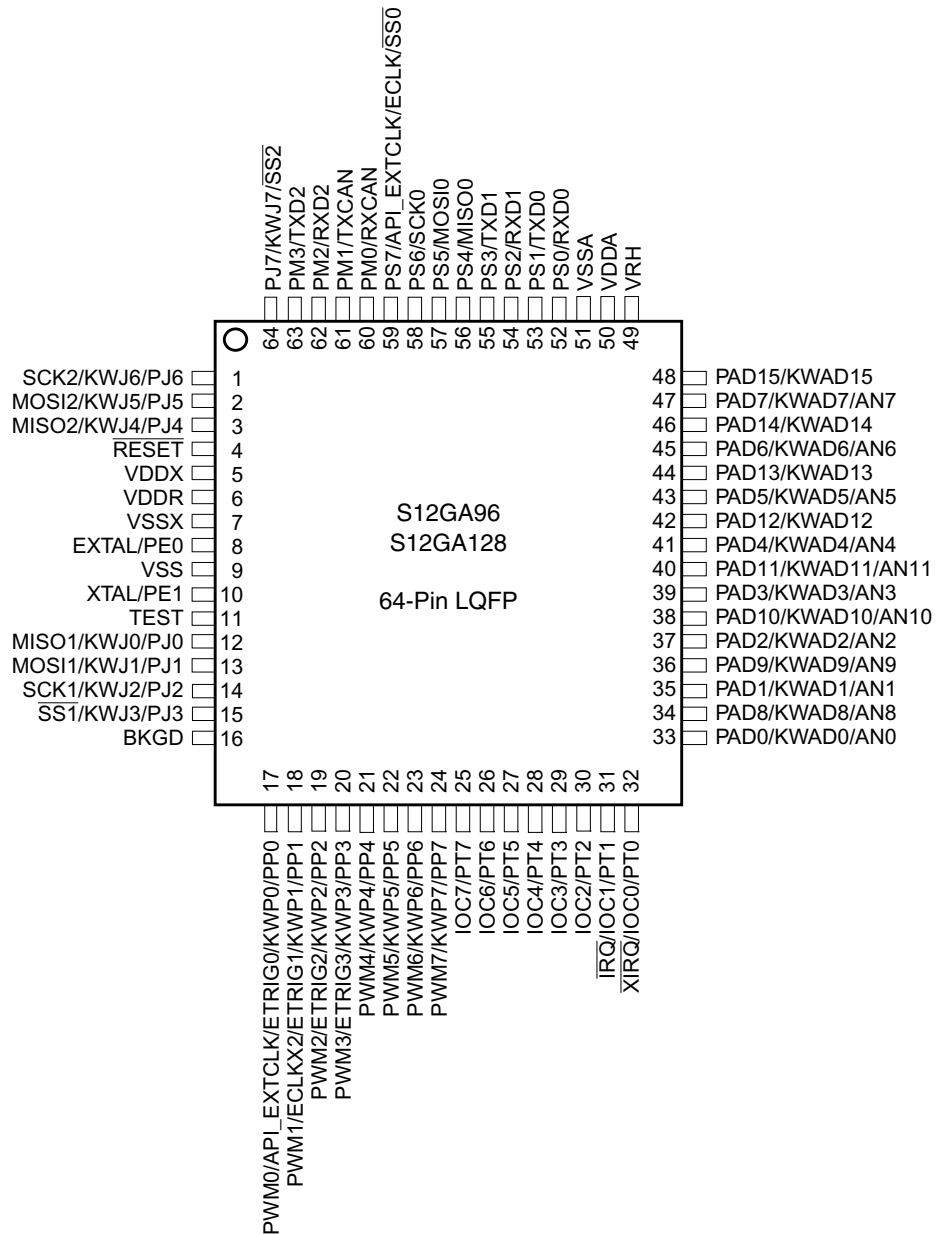 PJ7/KWJ7/SS2
PM3/TXD2
PM2/RXD2
PM1/TXCAN
PM0/RXCAN
PS7/API_EXTCLK/ECLK/SS0
PS6/SCK0
PS5/MOSI0
PS4/MISO0
PS3/TXD1
PS2/RXD1
PS1/TXD0
PS0/RXD0
VSSA
VDDA
VRH
64
63
62
61
60
59
58
57
56
55
54
53
52
51
50
49
SCK2/KWJ6/PJ6 1
MOSI2/KWJ5/PJ5 2
MISO2/KWJ4/PJ4 3
RESET 4
VDDX 5
VDDR 6
VSSX 7
EXTAL/PE0 8
VSS 9
XTAL/PE1 10
TEST 11
MISO1/KWJ0/PJ0 12
MOSI1/KWJ1/PJ1 13
SCK1/KWJ2/PJ2 14
SS1/KWJ3/PJ3 15
BKGD 16
S12GA96
S12GA128
64-Pin LQFP
48 PAD15/KWAD15
47 PAD7/KWAD7/AN7
46 PAD14/KWAD14
45 PAD6/KWAD6/AN6
44 PAD13/KWAD13
43 PAD5/KWAD5/AN5
42 PAD12/KWAD12
41 PAD4/KWAD4/AN4
40 PAD11/KWAD11/AN11
39 PAD3/KWAD3/AN3
38 PAD10/KWAD10/AN10
37 PAD2/KWAD2/AN2
36 PAD9/KWAD9/AN9
35 PAD1/KWAD1/AN1
34 PAD8/KWAD8/AN8
33 PAD0/KWAD0/AN0
17
18
19
20
21
22
23
24
25
26
27
28
29
30
31
32
PWM0/API_EXTCLK/ETRIG0/KWP0/PP0
PWM1/ECLKX2/ETRIG1/KWP1/PP1
PWM2/ETRIG2/KWP2/PP2
PWM3/ETRIG3/KWP3/PP3
PWM4/KWP4/PP4
PWM5/KWP5/PP5
PWM6/KWP6/PP6
PWM7/KWP7/PP7
IOC7/PT7
IOC6/PT6
IOC5/PT5
IOC4/PT4
IOC3/PT3
IOC2/PT2
IRQ/IOC1/PT1
XIRQ/IOC0/PT0